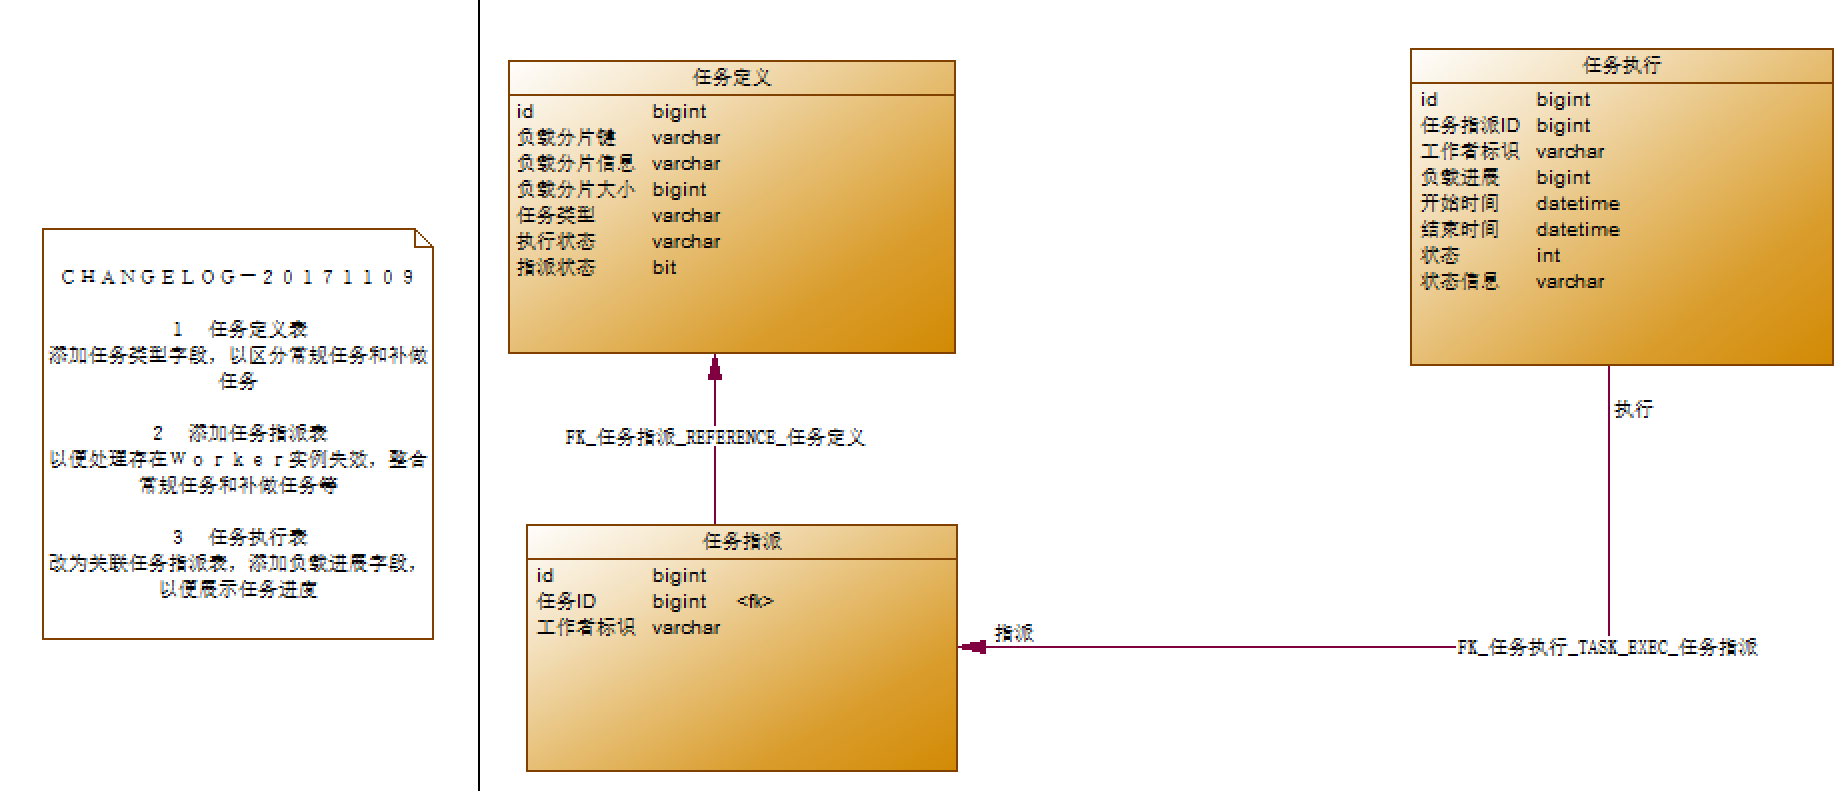 CHANGELOG－20171109
1 任务定义表
添加任务类型字段，以区分常规任务和补做
任务
2 添加任务指派表
以便处理存在Worker实例失效，整合
常规任务和补做任务等
3 任务执行表
改为关联任务指派表，添加负载进展字段，
以便展示任务进度
任务定义
id bigint
负载分片键 varchar
负载分片信息 varchar
负载分片大小 bigint
任务类型 varchar
执行状态 varchar
指派状态 bit
FK_任务指派_REFERENCE_任务定义
任务指派
id bigint
任务ID bigint <fk>
工作者标识 varchar
任务执行
id bigint
任务指派ID bigint
工作者标识 varchar
负载进展 bigint
开始时间 datetime
结束时间 datetime
状态 int
状态信息 varchar
执行
指派
FK_任务执行_TASK_EXEC_任务指派